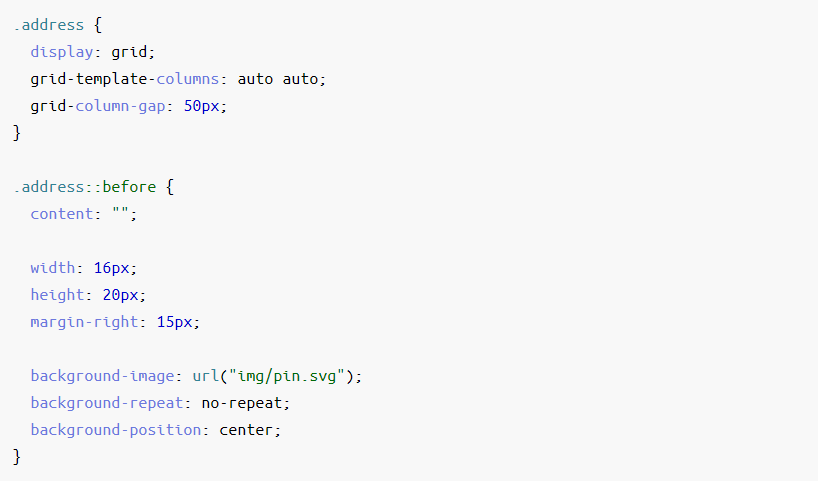 .address {
  display: grid;
  grid-template-columns: auto auto;
  grid-column-gap: 50px;
}

.address::before {
  content: "";

  width: 16px;
  height: 20px;
  margin-right: 15px;

  background-image: url("img/pin.svg");
  background-repeat: no-repeat;
  background-position: center;
}